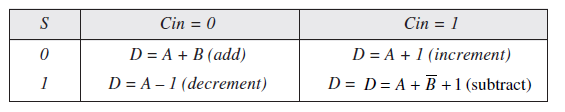 S Cin = 0 Cin = 1
0 D = A + B (add) D = A + 1 (increment)
1 D = A – 1 (decrement) D = D = A + B̅ + 1 (subtract)